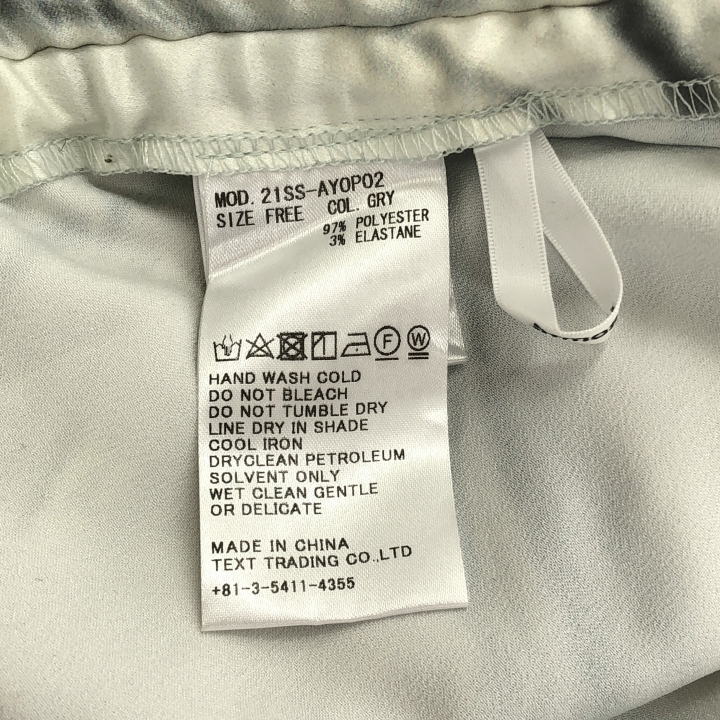 MOD. 21SS-AYOP02
SIZE FREE COL. GRY
97% POLYESTER
3% ELASTANE
F W
HAND WASH COLD
DO NOT BLEACH
DO NOT TUMBLE DRY
LINE DRY IN SHADE
COOL IRON
DRYCLEAN PETROLEUM
SOLVENT ONLY
WET CLEAN GENTLE
OR DELICATE
MADE IN CHINA
TEXT TRADING CO.,LTD
+81-3-5411-4355